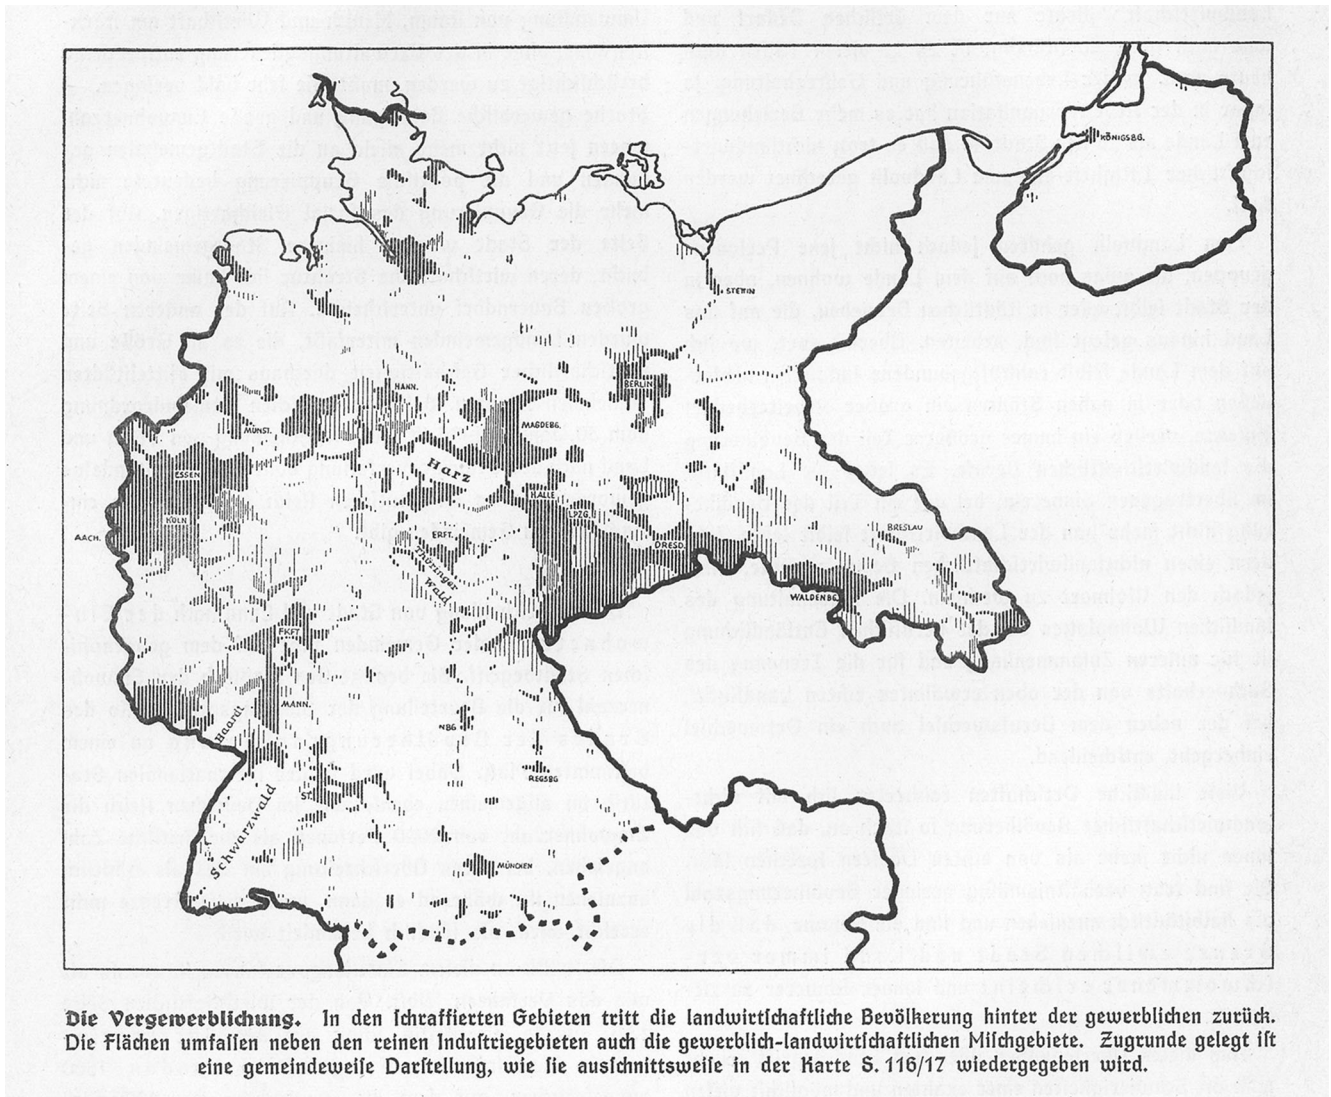 KÖNIGSBG.
BERLIN
HANN.
MÜNST.
MAGDEBG.
Harz
ESSEN
HALLE
LPZG.
KÖLN
AACH.
BRESLAU
ERFT.
DRESD.
Thüringer
Wald
WALDENBG.
FKFT.
MANN.
Haardt
REGSBG.
ST.
Schwarzwald
MÜNCHEN
Die Vergewerblichung. In den schraffierten Gebieten tritt die landwirtschaftliche Bevölkerung hinter der gewerblichen zurück.
Die Flächen umfassen neben den reinen Industriegebieten auch die gewerblich-landwirtschaftlichen Mischgebiete. Zugrunde gelegt ist
eine gemeindeweise Darstellung, wie sie ausschnittsweise in der Karte S. 116/17 wiedergegeben wird.